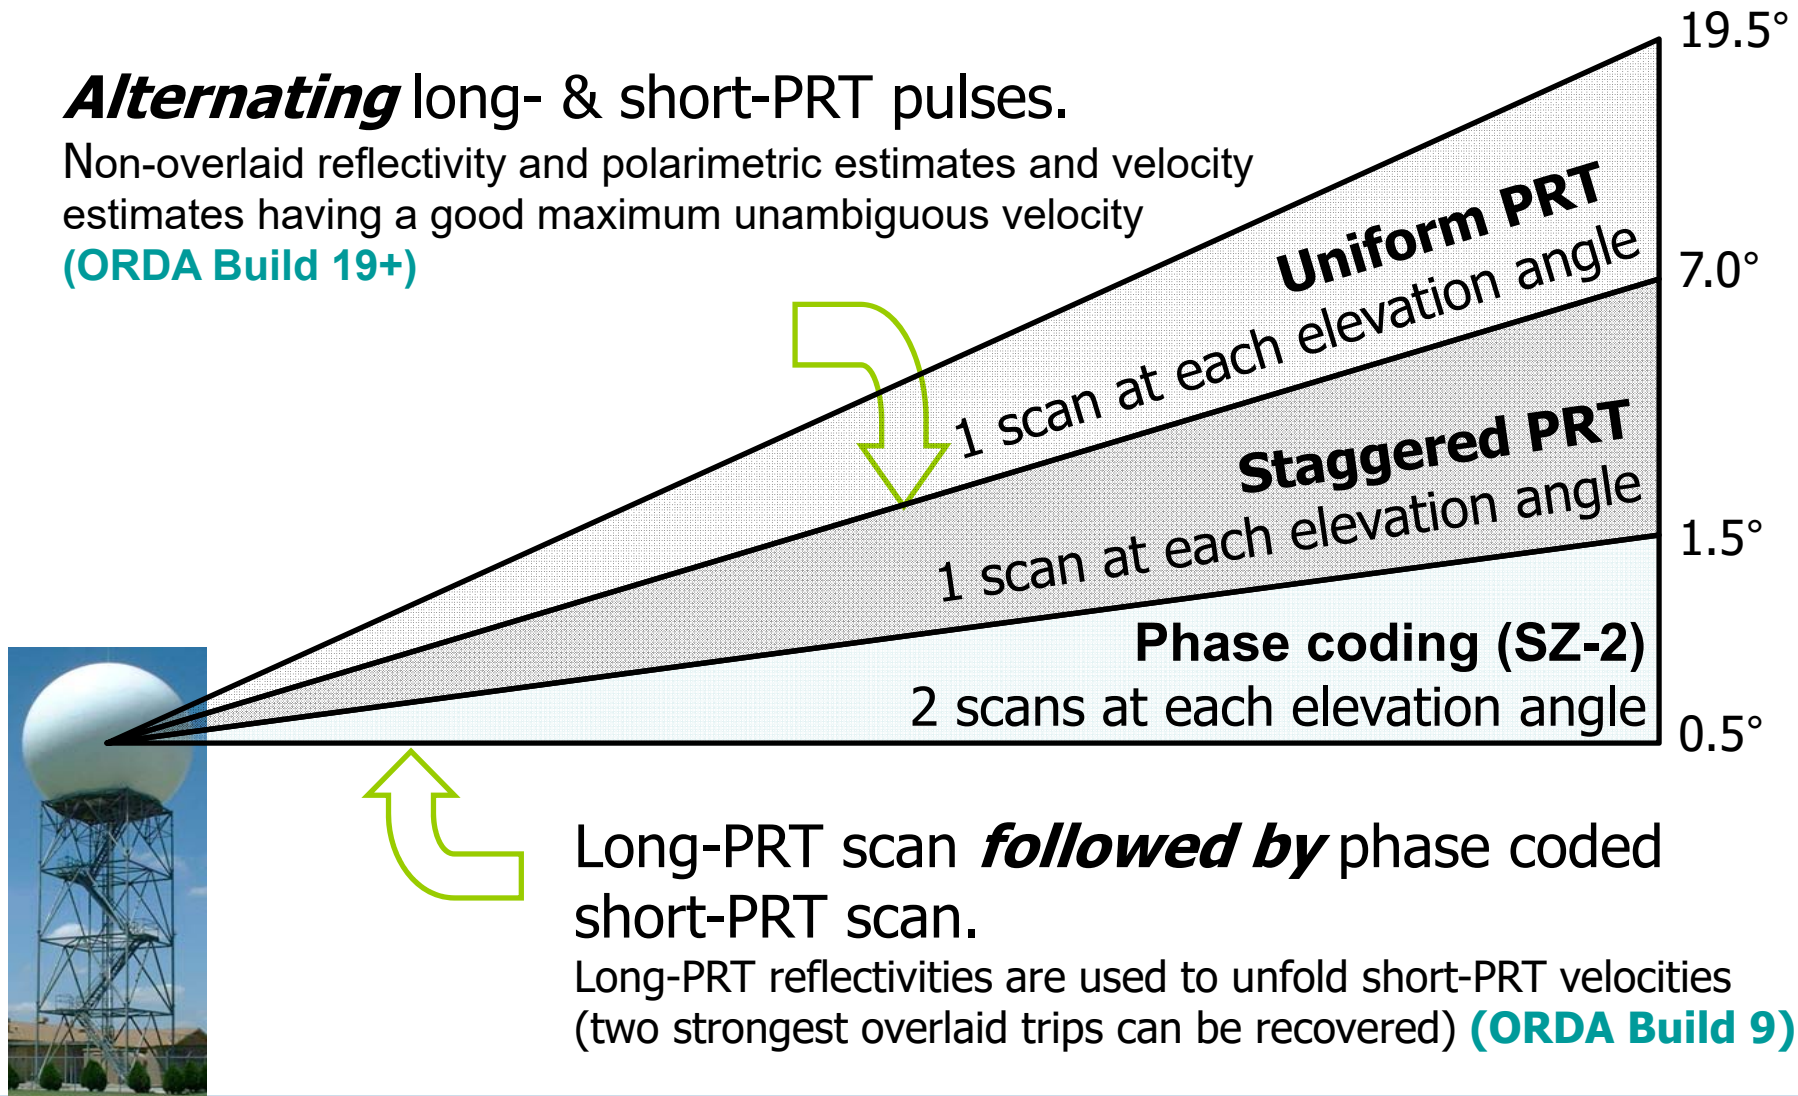 Alternating long- & short-PRT pulses.
Non-overlaid reflectivity and polarimetric estimates and velocity
estimates having a good maximum unambiguous velocity
(ORDA Build 19+)
19.5°
Uniform PRT
1 scan at each elevation angle
7.0°
Staggered PRT
1 scan at each elevation angle
1.5°
Phase coding (SZ-2)
2 scans at each elevation angle
0.5°
Long-PRT scan followed by phase coded
short-PRT scan.
Long-PRT reflectivities are used to unfold short-PRT velocities
(two strongest overlaid trips can be recovered) (ORDA Build 9)